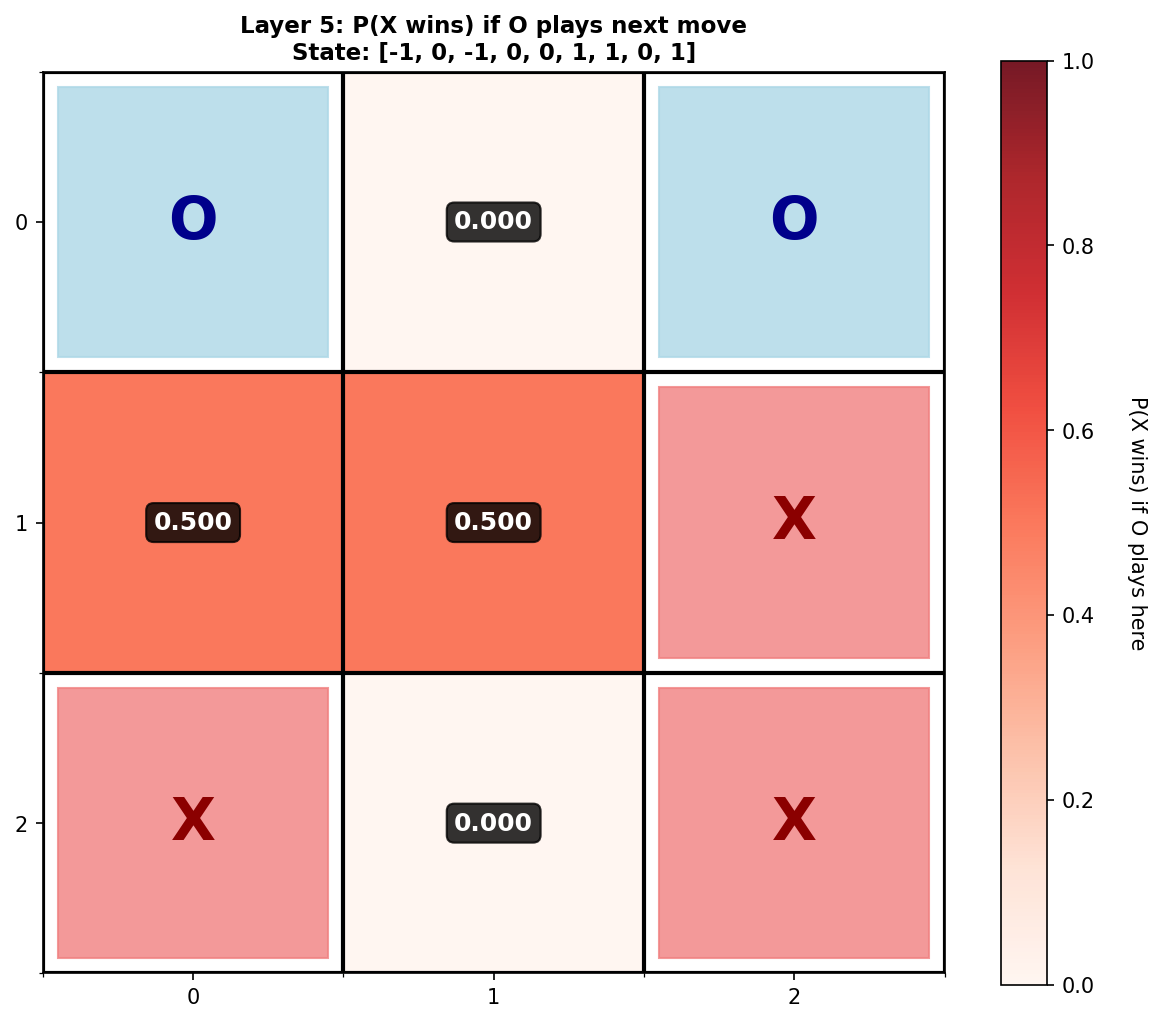 Layer 5: P(X wins) if O plays next move
State: [-1, 0, -1, 0, 0, 1, 1, 0, 1]
0
O
0.000
O
1
0.500
0.500
X
2
X
0.000
X
0
1
2
1.0
0.8
0.6
0.4
0.2
0.0
P(X wins) if O plays here